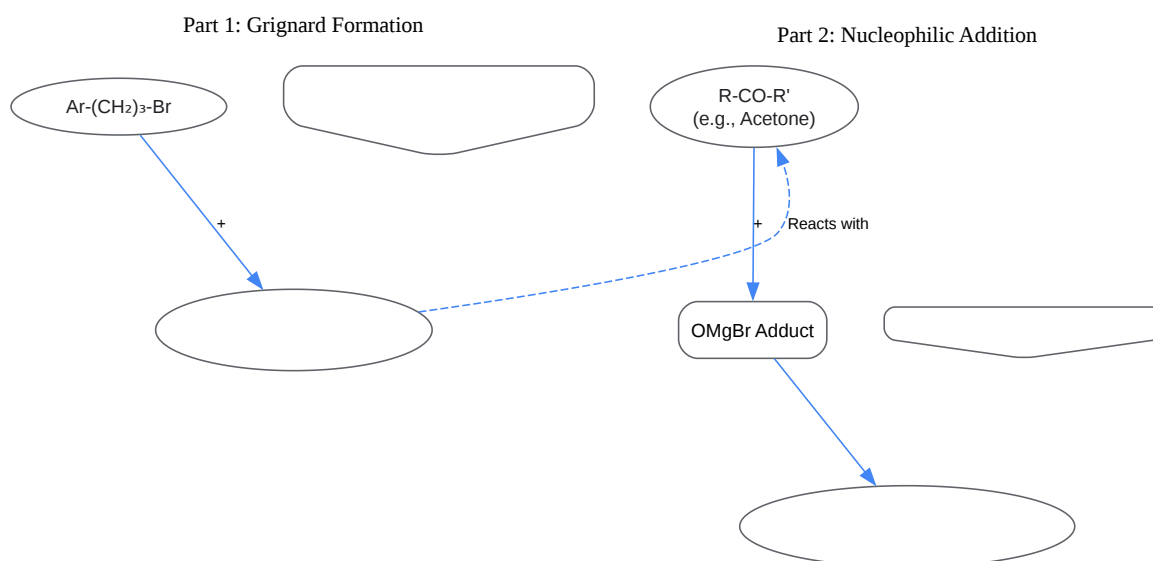 Part 1: Grignard Formation
Part 2: Nucleophilic Addition
Ar-(CH₂)₃-Br
R-CO-R'
(e.g., Acetone)
+
+
Reacts with
OMgBr Adduct